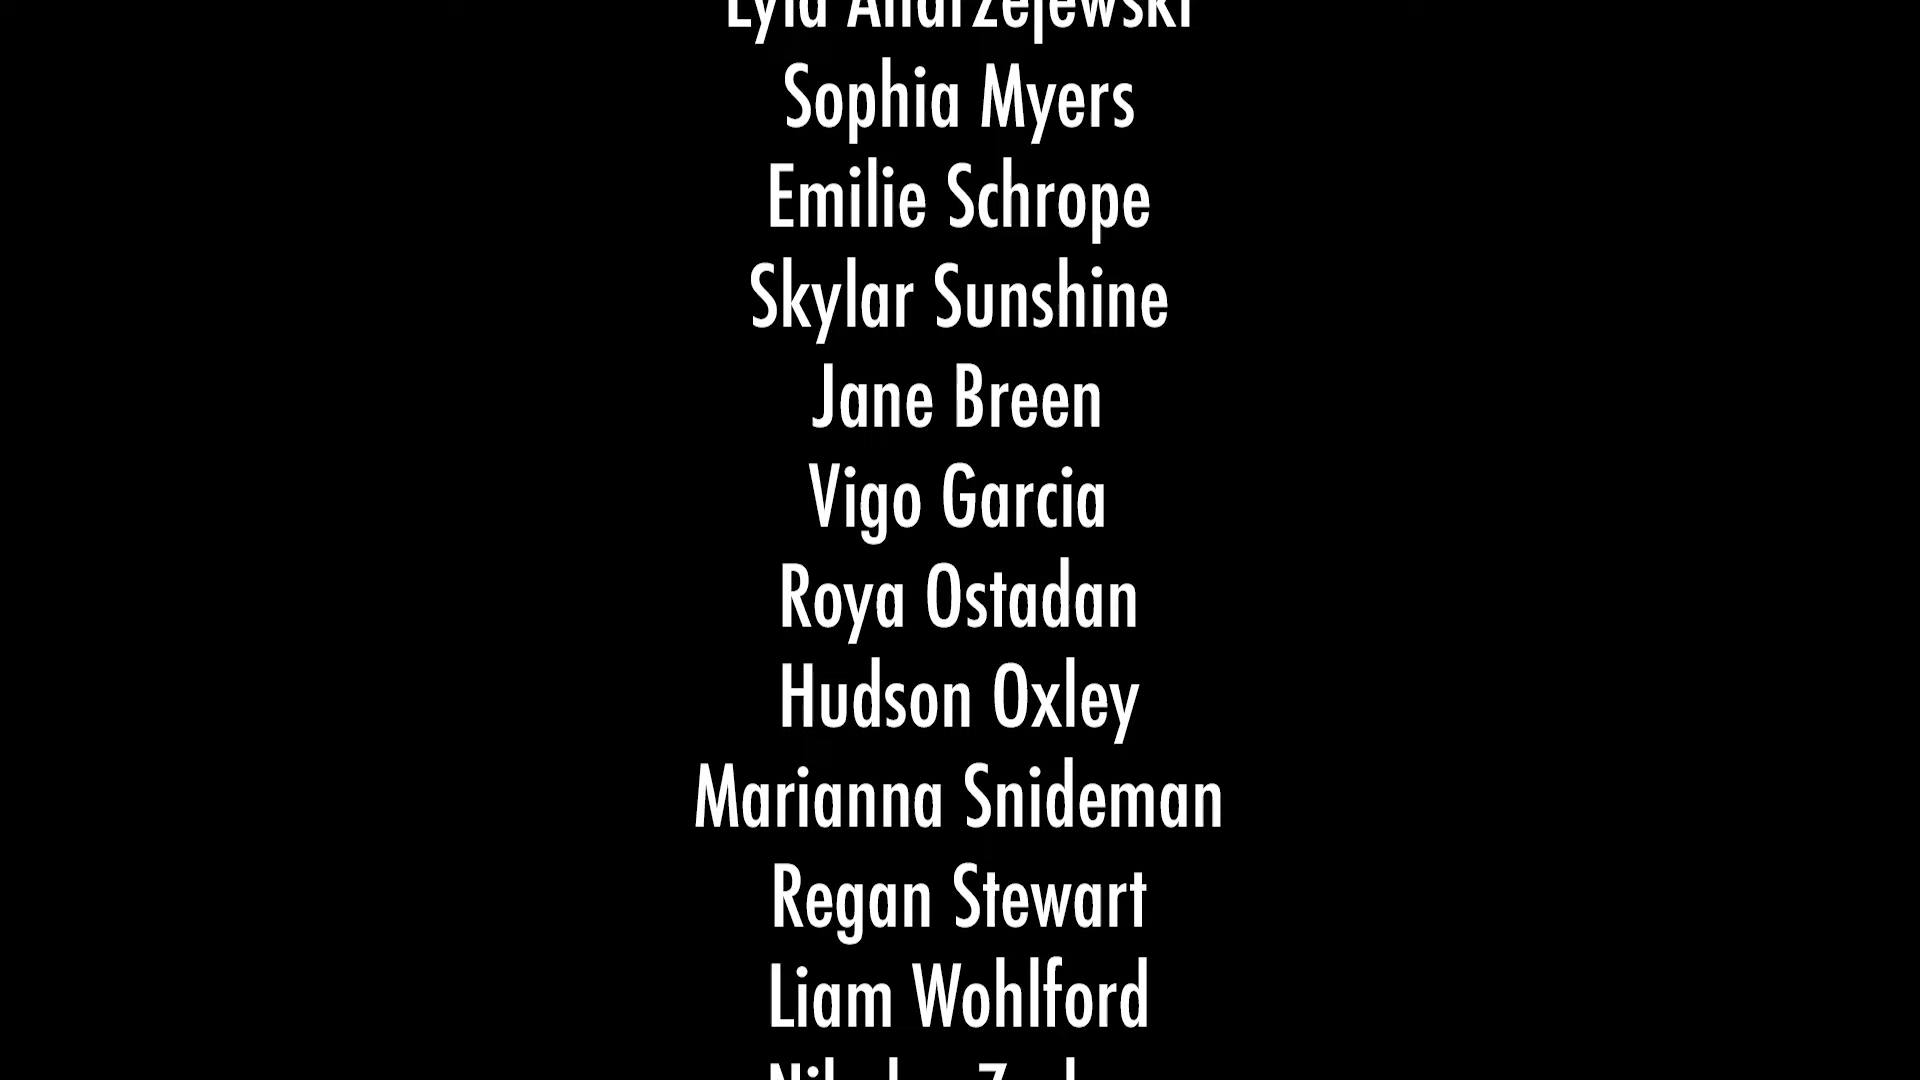 Sophia Myers
Emilie Schrope
Skylar Sunshine
Jane Breen
Vigo Garcia
Roya Ostadan
Hudson Oxley
Marianna Snideman
Regan Stewart
Liam Wohlford